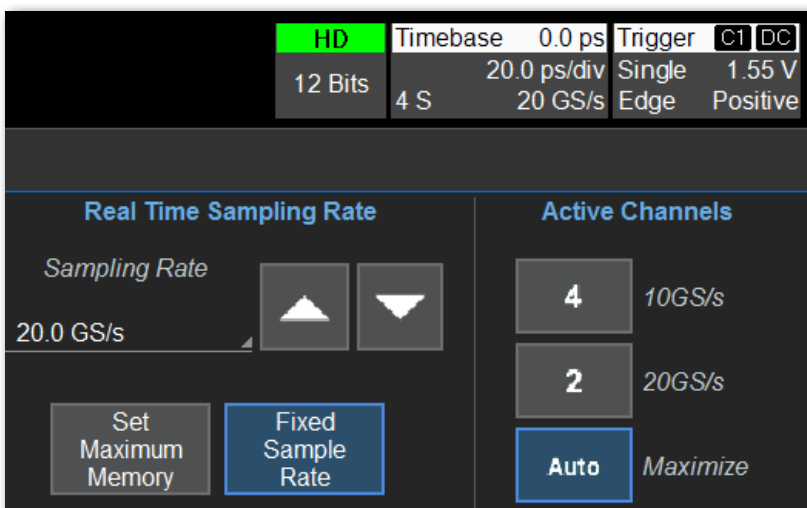 HD Timebase 0.0 ps Trigger C1 DC
12 Bits 20.0 ps/div Single 1.55 V
4 S 20 GS/s Edge Positive
Real Time Sampling Rate Active Channels
Sampling Rate
4 10GS/s
20.0 GS/s
2 20GS/s
Set Maximum Memory
Fixed Sample Rate
Auto Maximize